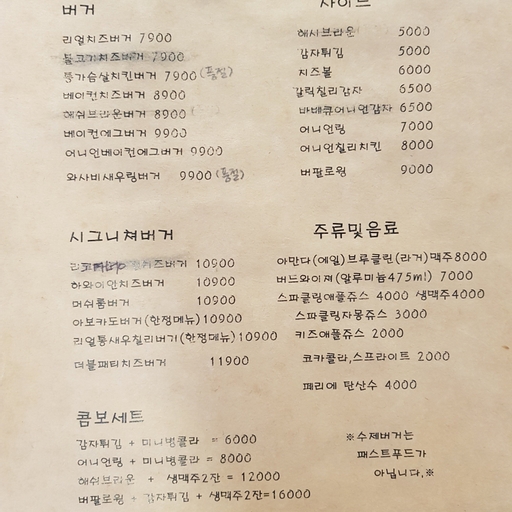 버거
리얼치즈버거 7900
불고기치즈버거 7900
통가슴살치킨버거 7900 (품절)
베이컨치즈버거 8900
해쉬브라운버거 8900
베이컨에그버거 9900
어니언베이컨에그버거 9900
와사비새우링버거 9900 (품절)
사이드
해시브라운 5000
감자튀김 5000
치즈볼 6000
갈릭칠리감자 6500
바베큐어니언감자 6500
어니언링 7000
어니언칠리치킨 8000
버팔로윙 9000
시그니쳐버거
치즈버거 10900
하와이안치즈버거 10900
머쉬룸버거 10900
아보카도버거(한정메뉴) 10900
리얼통새우칠리버거(한정메뉴) 10900
더블패티치즈버거 11900
주류및음료
아만다(에일)브루클린(라거)맥주8000
버드와이져(알루미늄475ml) 7000
스파클링애플쥬스 4000 생맥주4000
스파클링자몽쥬스 3000
키즈애플쥬스 2000
코카콜라,스프라이트 2000
페리에 탄산수 4000
콤보세트
감자튀김 + 미니병콜라 = 6000
어니언링 + 미니병콜라 = 8000
해쉬브라운 + 생맥주2잔 = 12000
버팔로윙 + 감자튀김 + 생맥주2잔=16000
※수제버거는
패스트푸드가
아닙니다.※